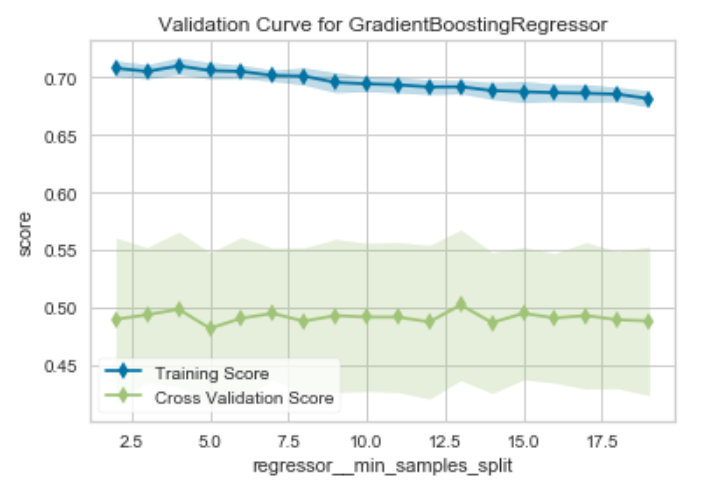 Validation Curve for GradientBoostingRegressor
score
0.70
0.65
0.60
0.55
0.50
0.45
Training Score
Cross Validation Score
2.5 5.0 7.5 10.0 12.5 15.0 17.5
regressor__min_samples_split